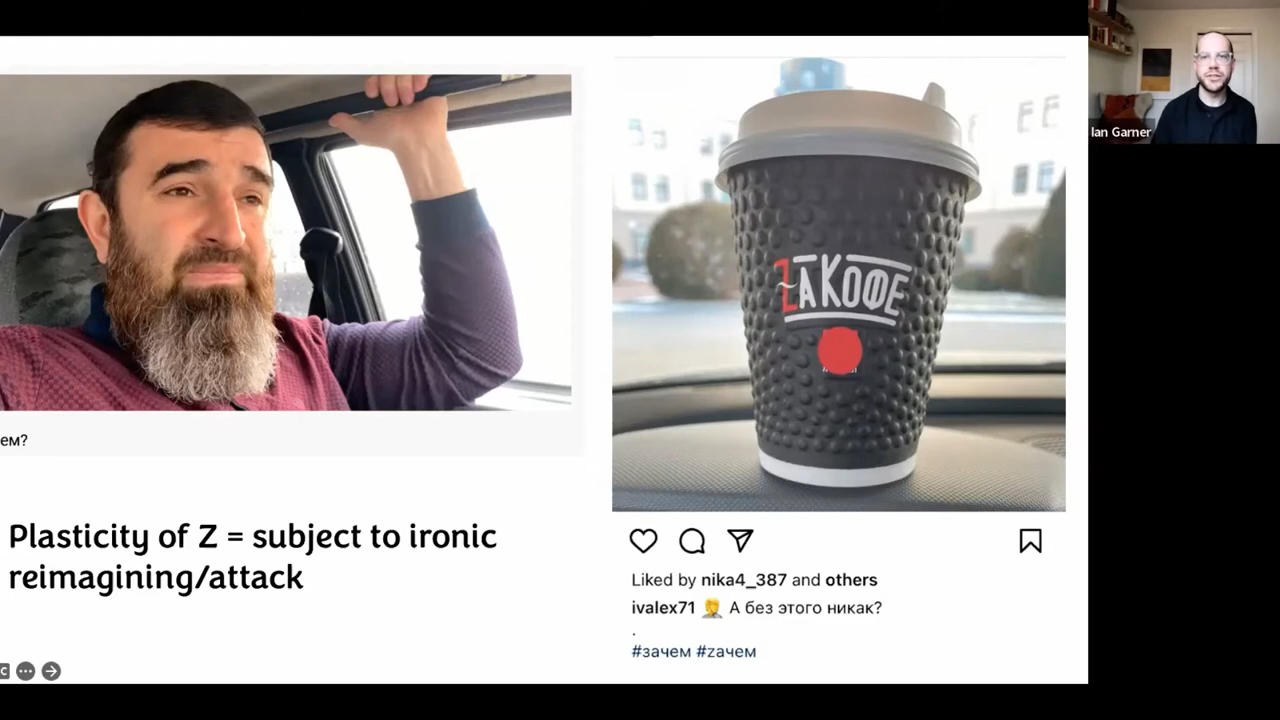 Ian Garner
ZАКОФЕ
ем?
Plasticity of Z = subject to ironic
reimagining/attack
Liked by nika4_387 and others
ivalex71 🤦 А без этого никак?
.
#зачем #zачем